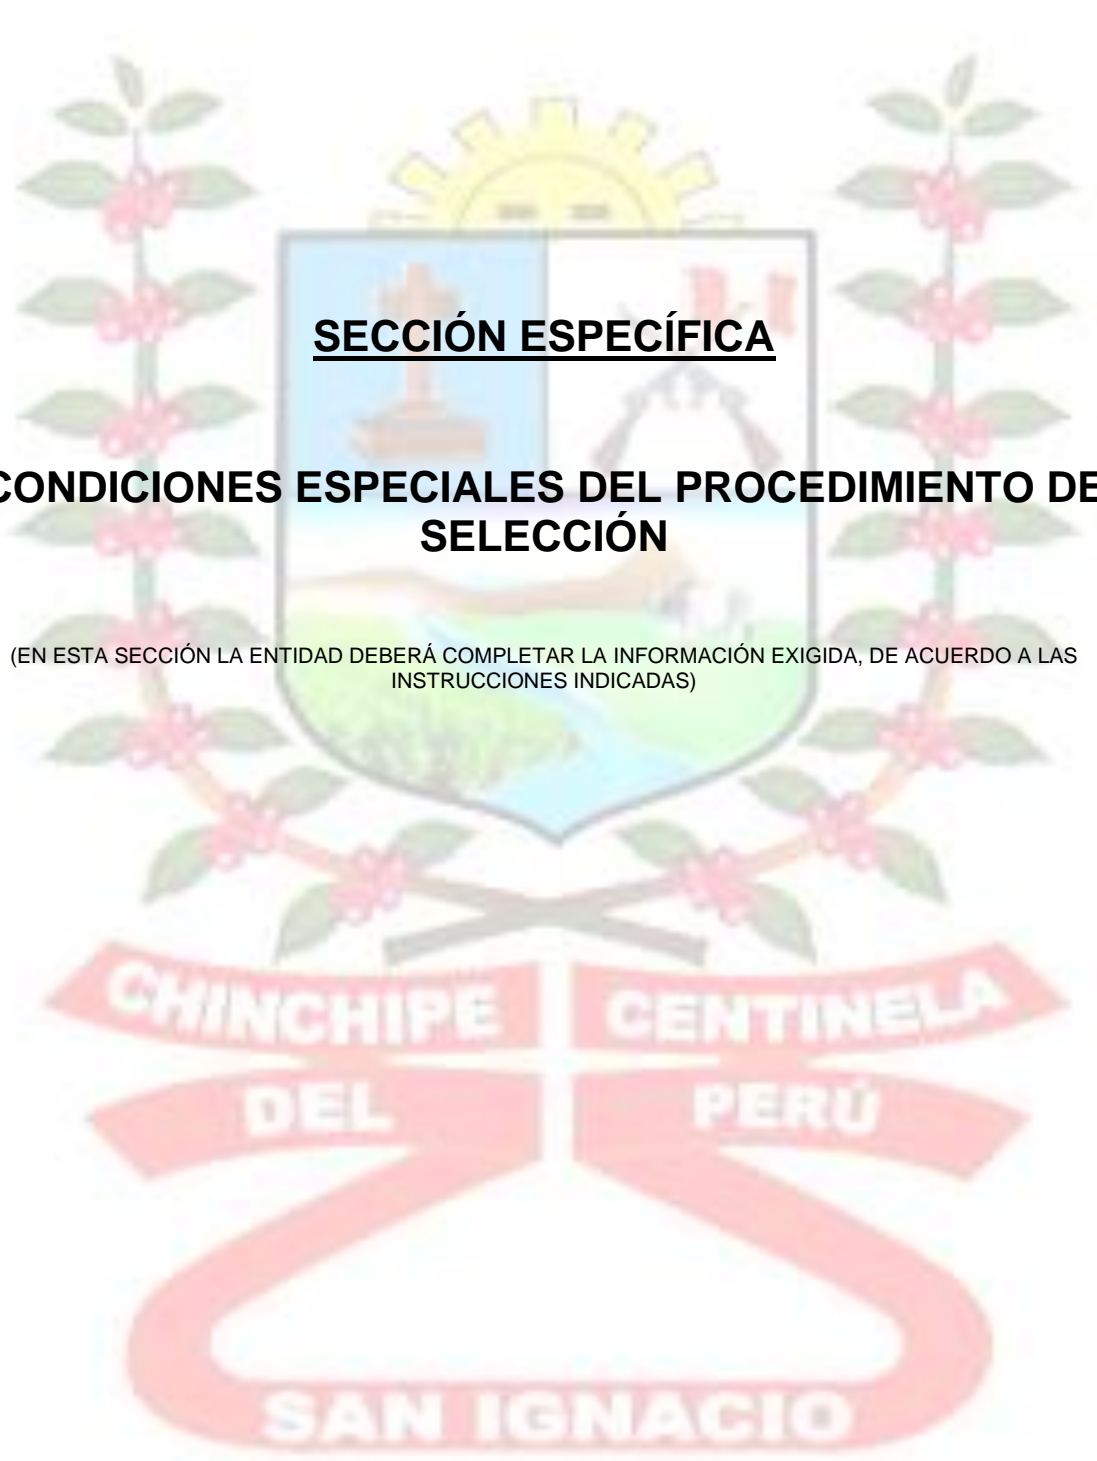 SECCIÓN ESPECÍFICA
CONDICIONES ESPECIALES DEL PROCEDIMIENTO DE
SELECCIÓN
(EN ESTA SECCIÓN LA ENTIDAD DEBERÁ COMPLETAR LA INFORMACIÓN EXIGIDA, DE ACUERDO A LAS
INSTRUCCIONES INDICADAS)
CHINCHIPE CENTINELA
DEL PERÚ
SAN IGNACIO